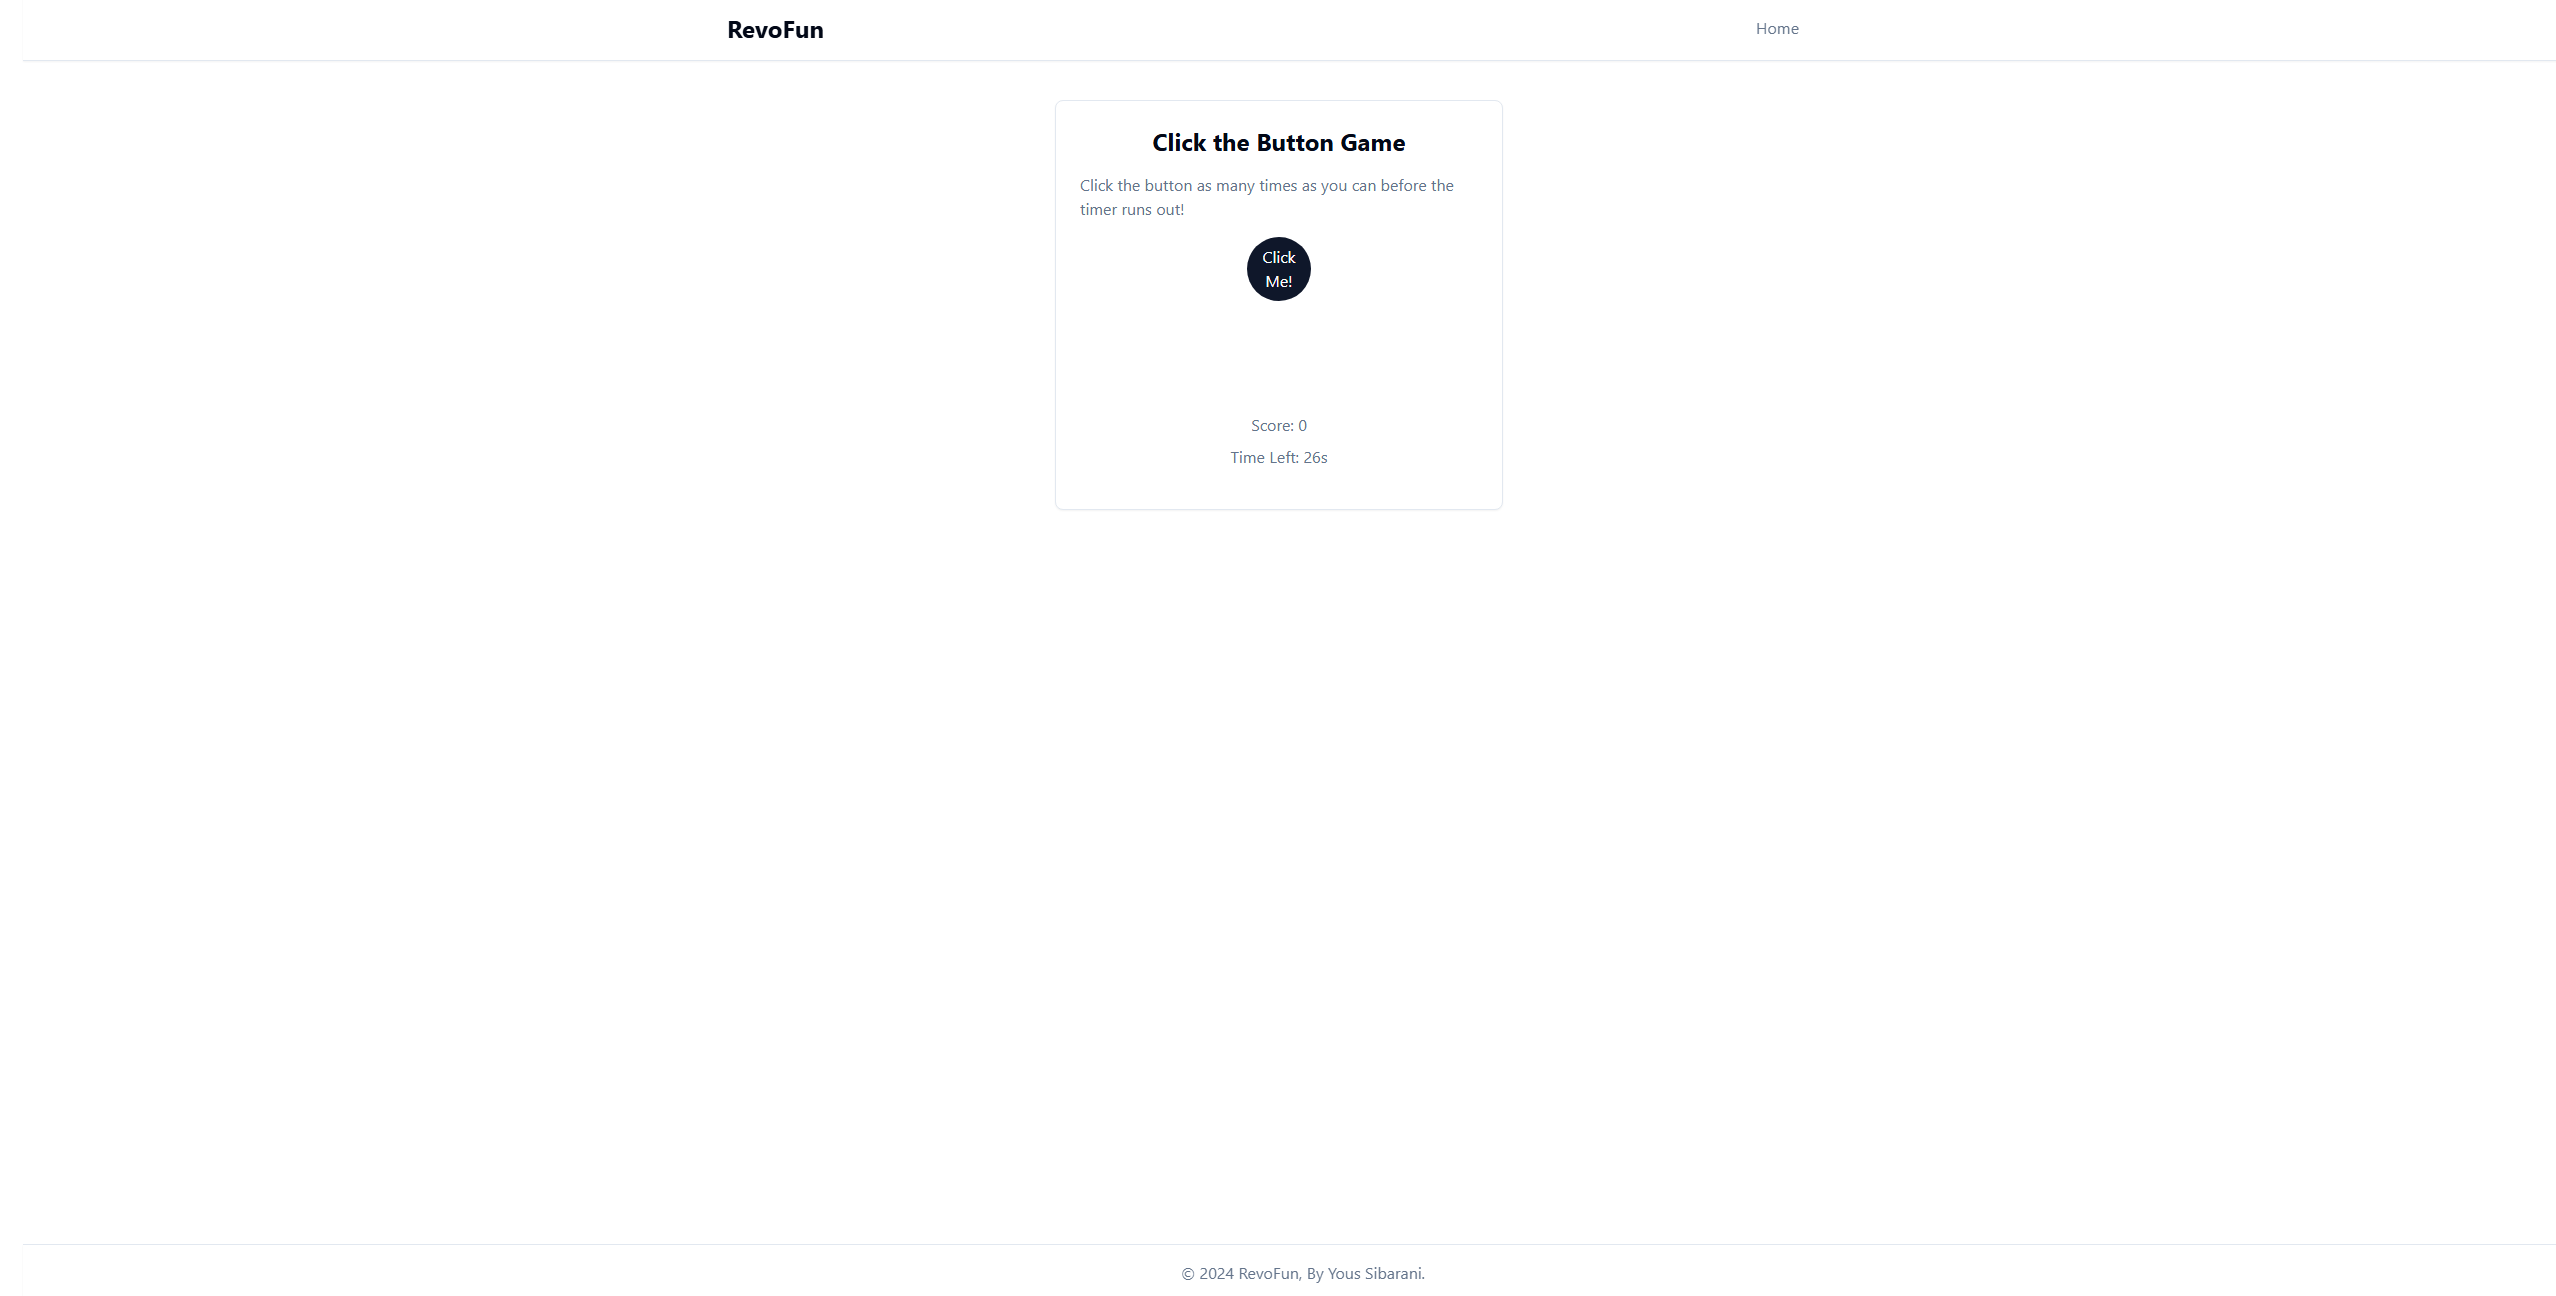 RevoFun
Home
Click the Button Game
Click the button as many times as you can before the
timer runs out!
Click
Me!
Score: 0
Time Left: 26s
© 2024 RevoFun, By Yous Sibarani.